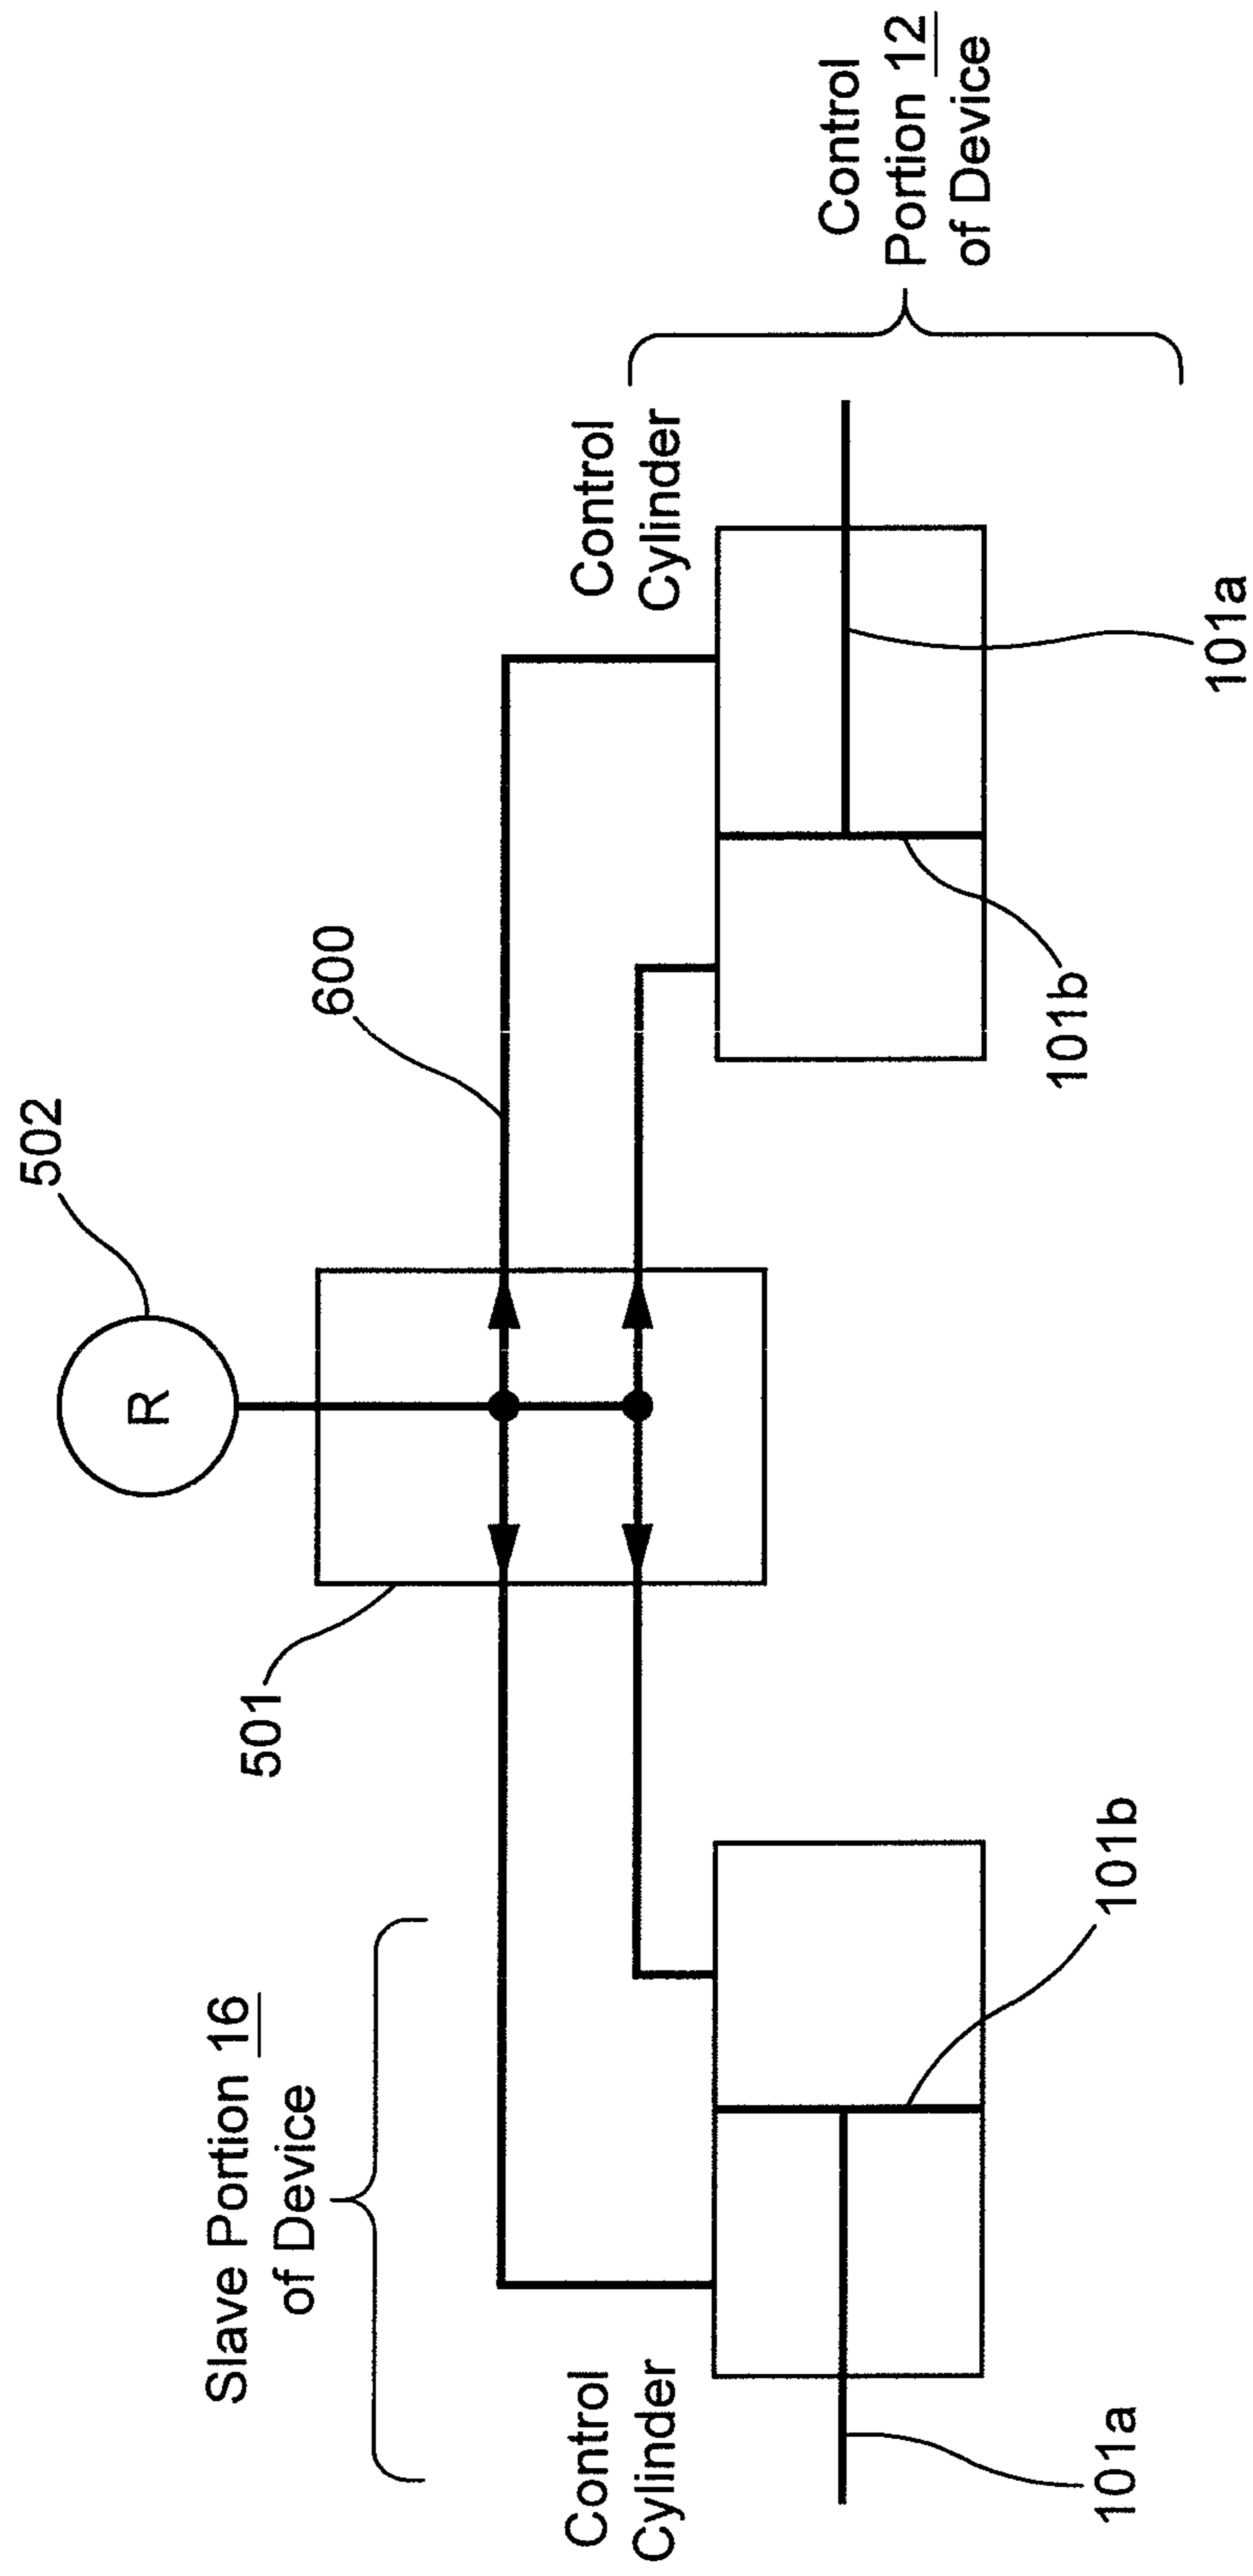 502
R
Slave Portion 16
of Device
501
600
Control
Cylinder
Control
Cylinder
Control
Portion 12
of Device
101a
101b
101b
101a